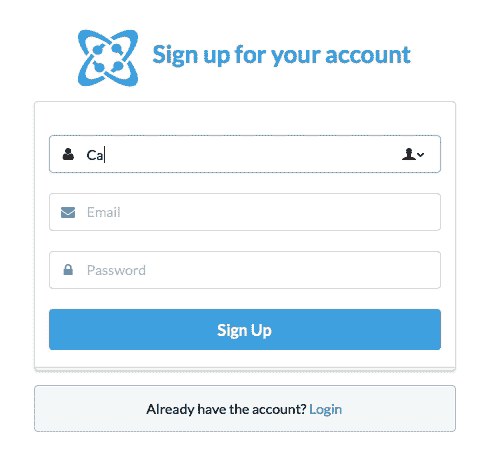 Sign up for your account
Ca
Email
Password
Sign Up
Already have the account? Login